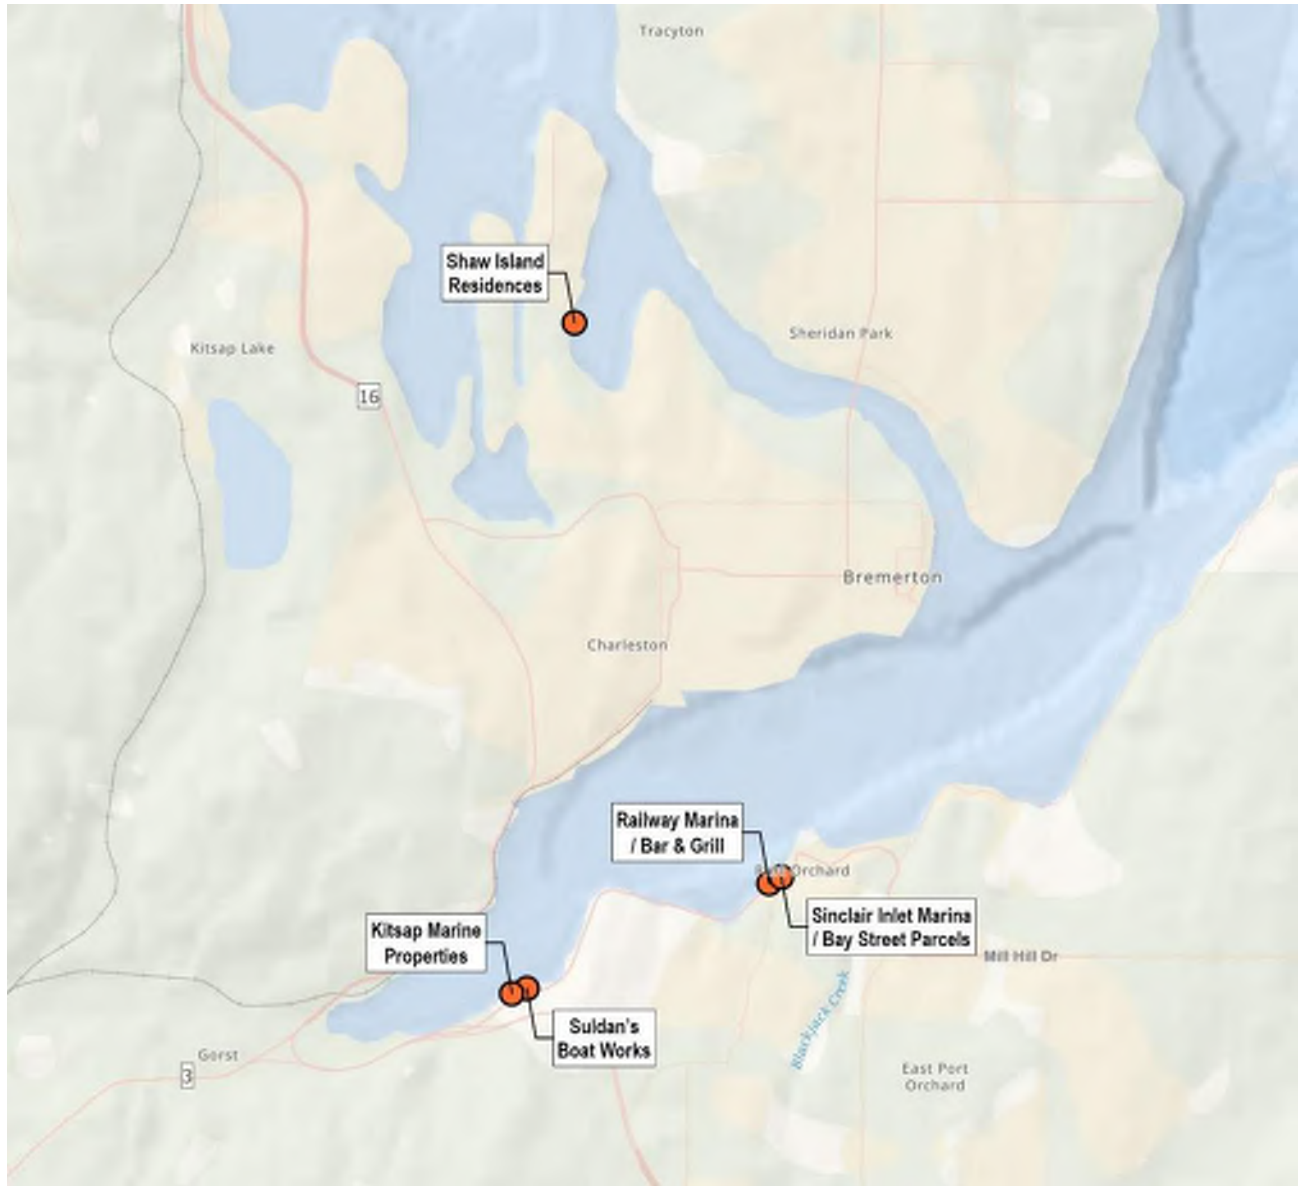 Tracyton
Shaw Island
Residences
Sheridan Park
Kitsap Lake
16
Bremerton
Charleston
Railway Marina
/ Bar & Grill
Orchard
Sinclair Inlet Marina
/ Bay Street Parcels
Kitsap Marine
Properties
Mill Hill Dr
Blackjack Creek
Suldan's
Boat Works
Gorst
3
East Port
Orchard